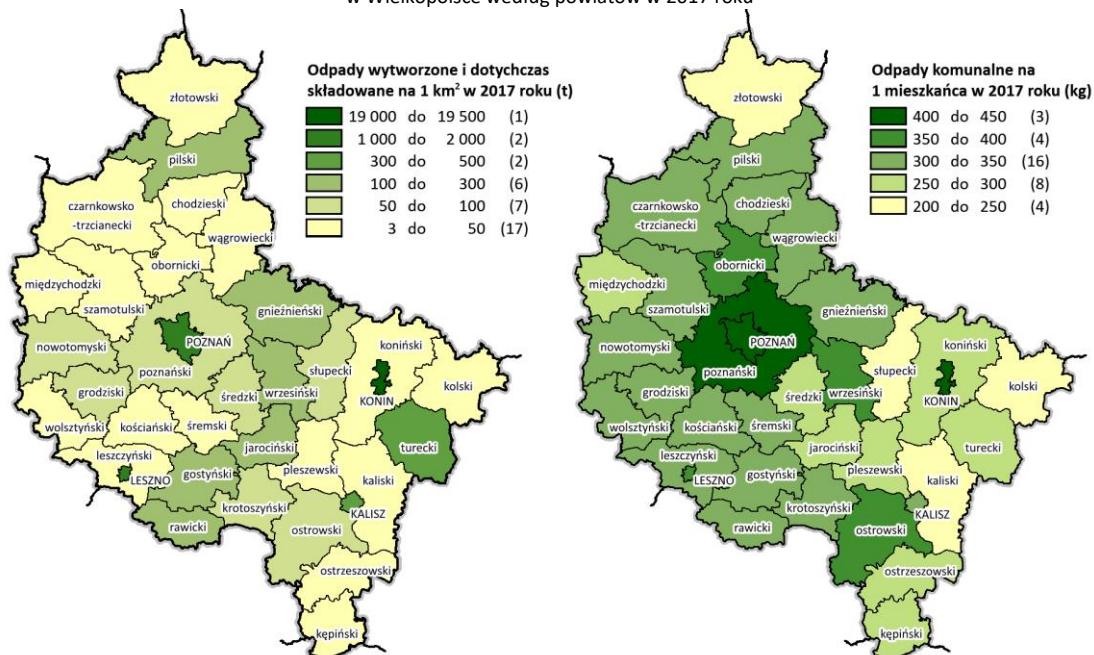 w Wielkopolsce według powiatów w 2017 roku
Odpady wytworzone i dotychczas
składowane na 1 km² w 2017 roku (t)
19 000 do 19 500 (1)
1 000 do 2 000 (2)
300 do 500 (2)
100 do 300 (6)
50 do 100 (7)
3 do 50 (17)
złotowski
pilski
czarnkowsko
-trzcianecki
chodzieski
wągrowiecki
obornicki
międzychodzki
szamotulski
gnieźnieński
nowotomyski
POZNAŃ
poznański
słupecki
koniński
kolski
grodziski
średzki
wrzesiński
KONIN
wolsztyński
kościański
śremski
jarociński
turecki
leszczyński
LESZNO
gostyński
pleszewski
kaliski
krotoszyński
KALISZ
rawicki
ostrowski
ostrzeszowski
kępiński
Odpady komunalne na
1 mieszkańca w 2017 roku (kg)
400 do 450 (3)
350 do 400 (4)
300 do 350 (16)
250 do 300 (8)
200 do 250 (4)
złotowski
pilski
czarnkowsko
-trzcianecki
chodzieski
wągrowiecki
obornicki
międzychodzki
szamotulski
gnieźnieński
nowotomyski
POZNAŃ
poznański
słupecki
koniński
kolski
grodziski
średzki
wrzesiński
KONIN
wolsztyński
kościański
śremski
jarociński
turecki
leszczyński
LESZNO
gostyński
pleszewski
kaliski
krotoszyński
KALISZ
rawicki
ostrowski
ostrzeszowski
kępiński